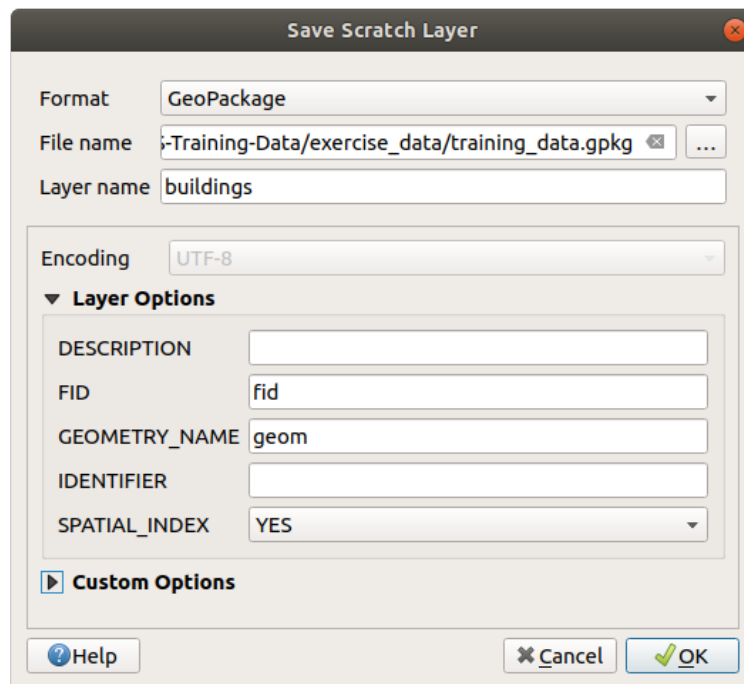 Save Scratch Layer
Format GeoPackage
File name -Training-Data/exercise_data/training_data.gpkg ...
Layer name buildings
Encoding UTF-8
Layer Options
DESCRIPTION
FID fid
GEOMETRY_NAME geom
IDENTIFIER
SPATIAL_INDEX YES
Custom Options
Help Cancel OK